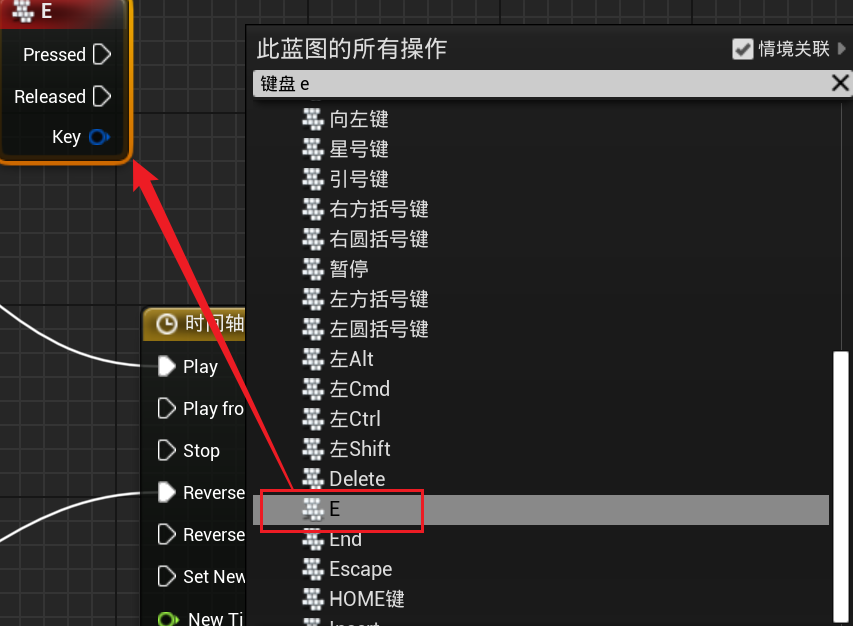 E
Pressed
Released
Key
时间轴
Play
Play fro
Stop
Reverse
Reverse
Set New
New Ti
此蓝图的所有操作
情境关联
键盘 e
向左键
星号键
引号键
右方括号键
右圆括号键
暂停
左方括号键
左圆括号键
左Alt
左Cmd
左Ctrl
左Shift
Delete
E
End
Escape
HOME键
Insert